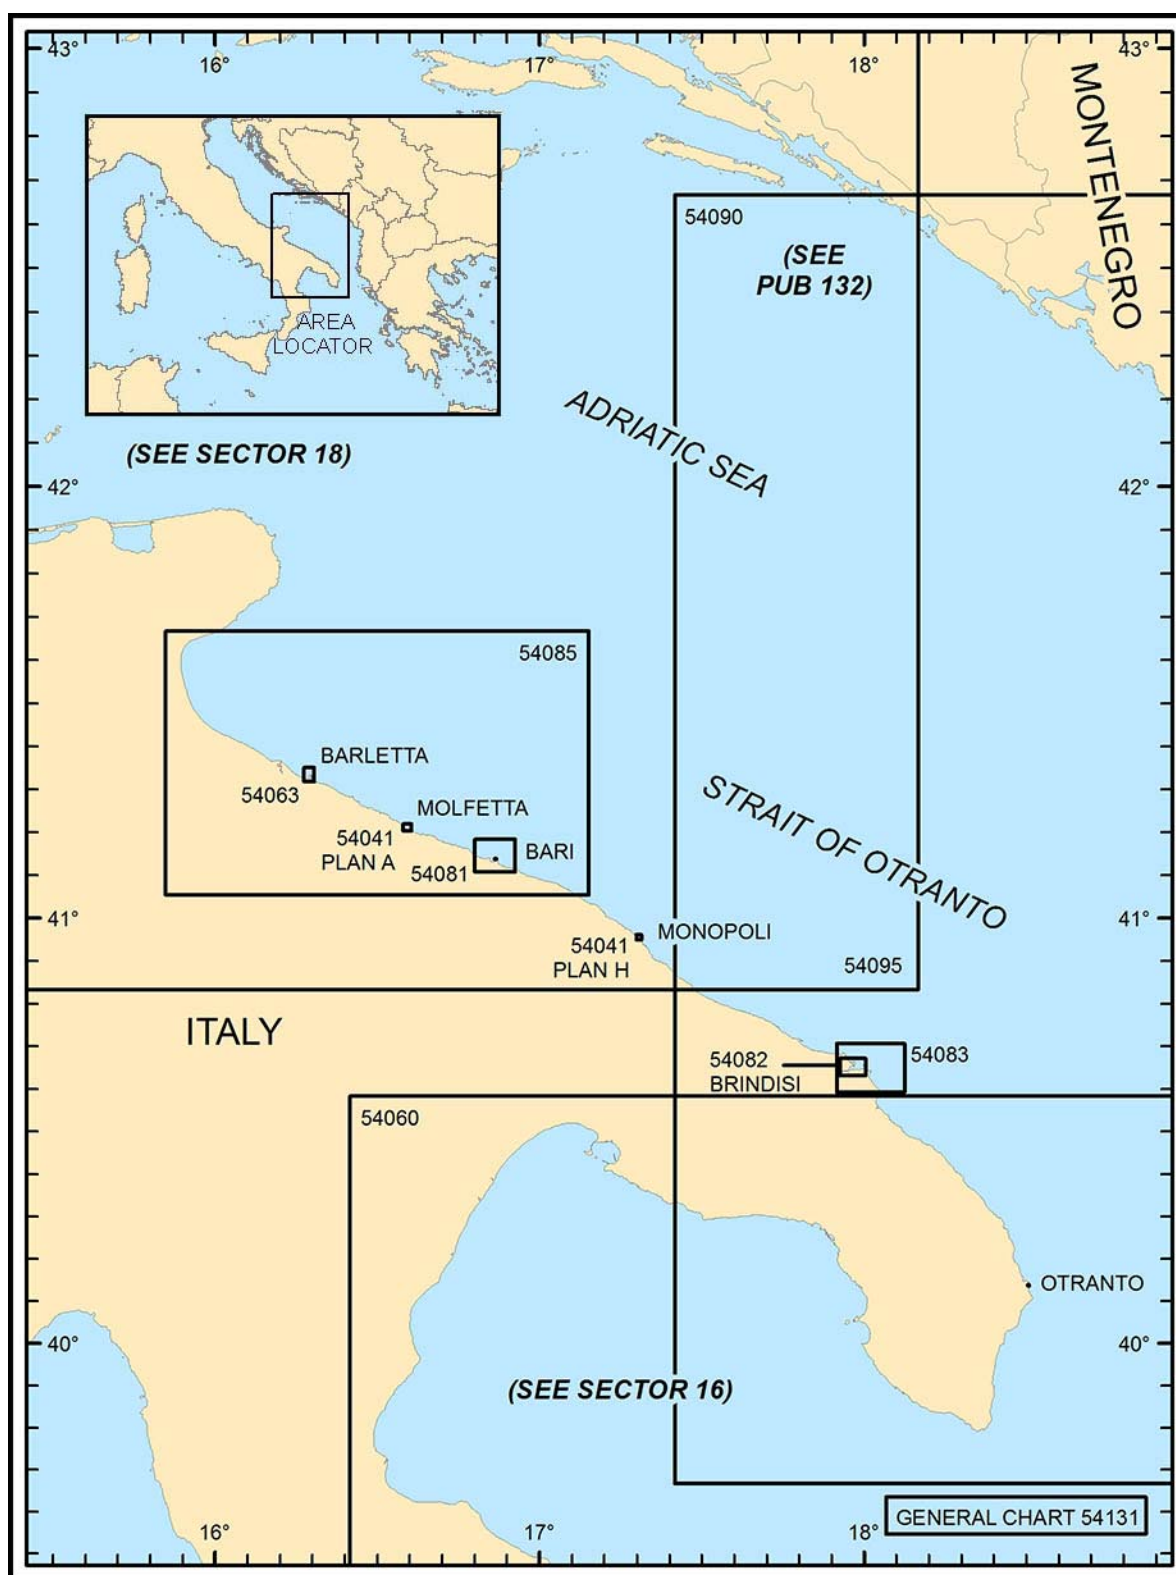 43°
16°
17°
18°
43°
MONTENEGRO
54090
(SEE
PUB 132)
AREA
LOCATOR
ADRIATIC SEA
(SEE SECTOR 18)
42°
42°
54085
BARLETTA
54063
MOLFETTA
54041
PLAN A
BARI
54081
STRAIT OF OTRANTO
41°
41°
MONOPOLI
54041
PLAN H
54095
ITALY
54082
BRINDISI
54083
54060
OTRANTO
40°
40°
(SEE SECTOR 16)
GENERAL CHART 54131
16°
17°
18°